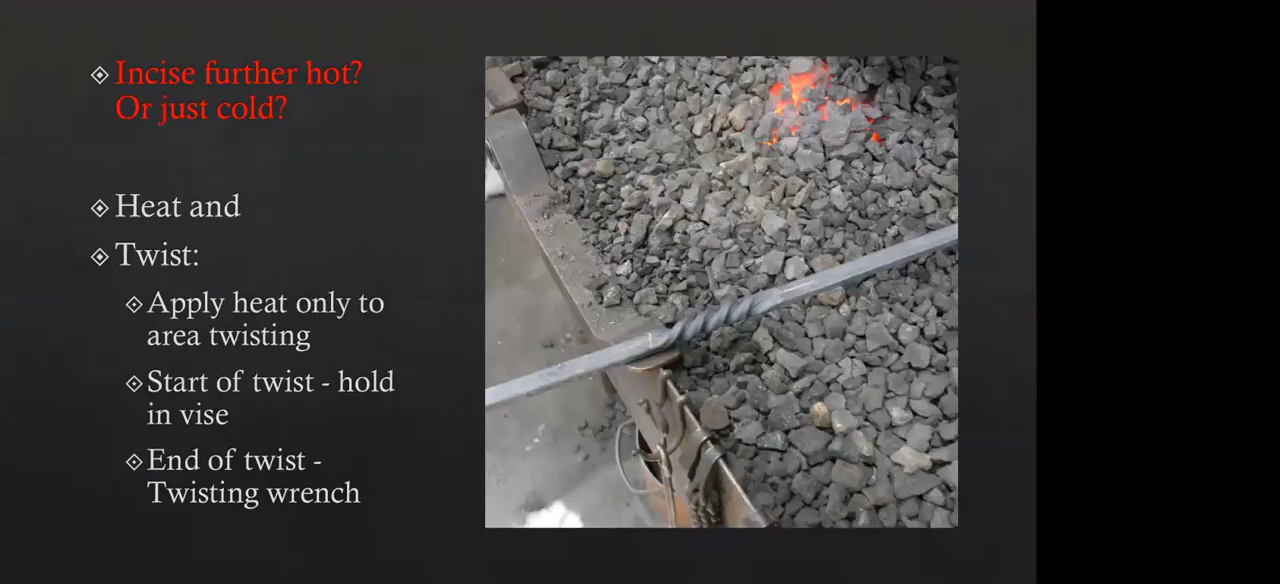 Incise further hot?
Or just cold?
Heat and
Twist:
Apply heat only to
area twisting
Start of twist - hold
in vise
End of twist -
Twisting wrench